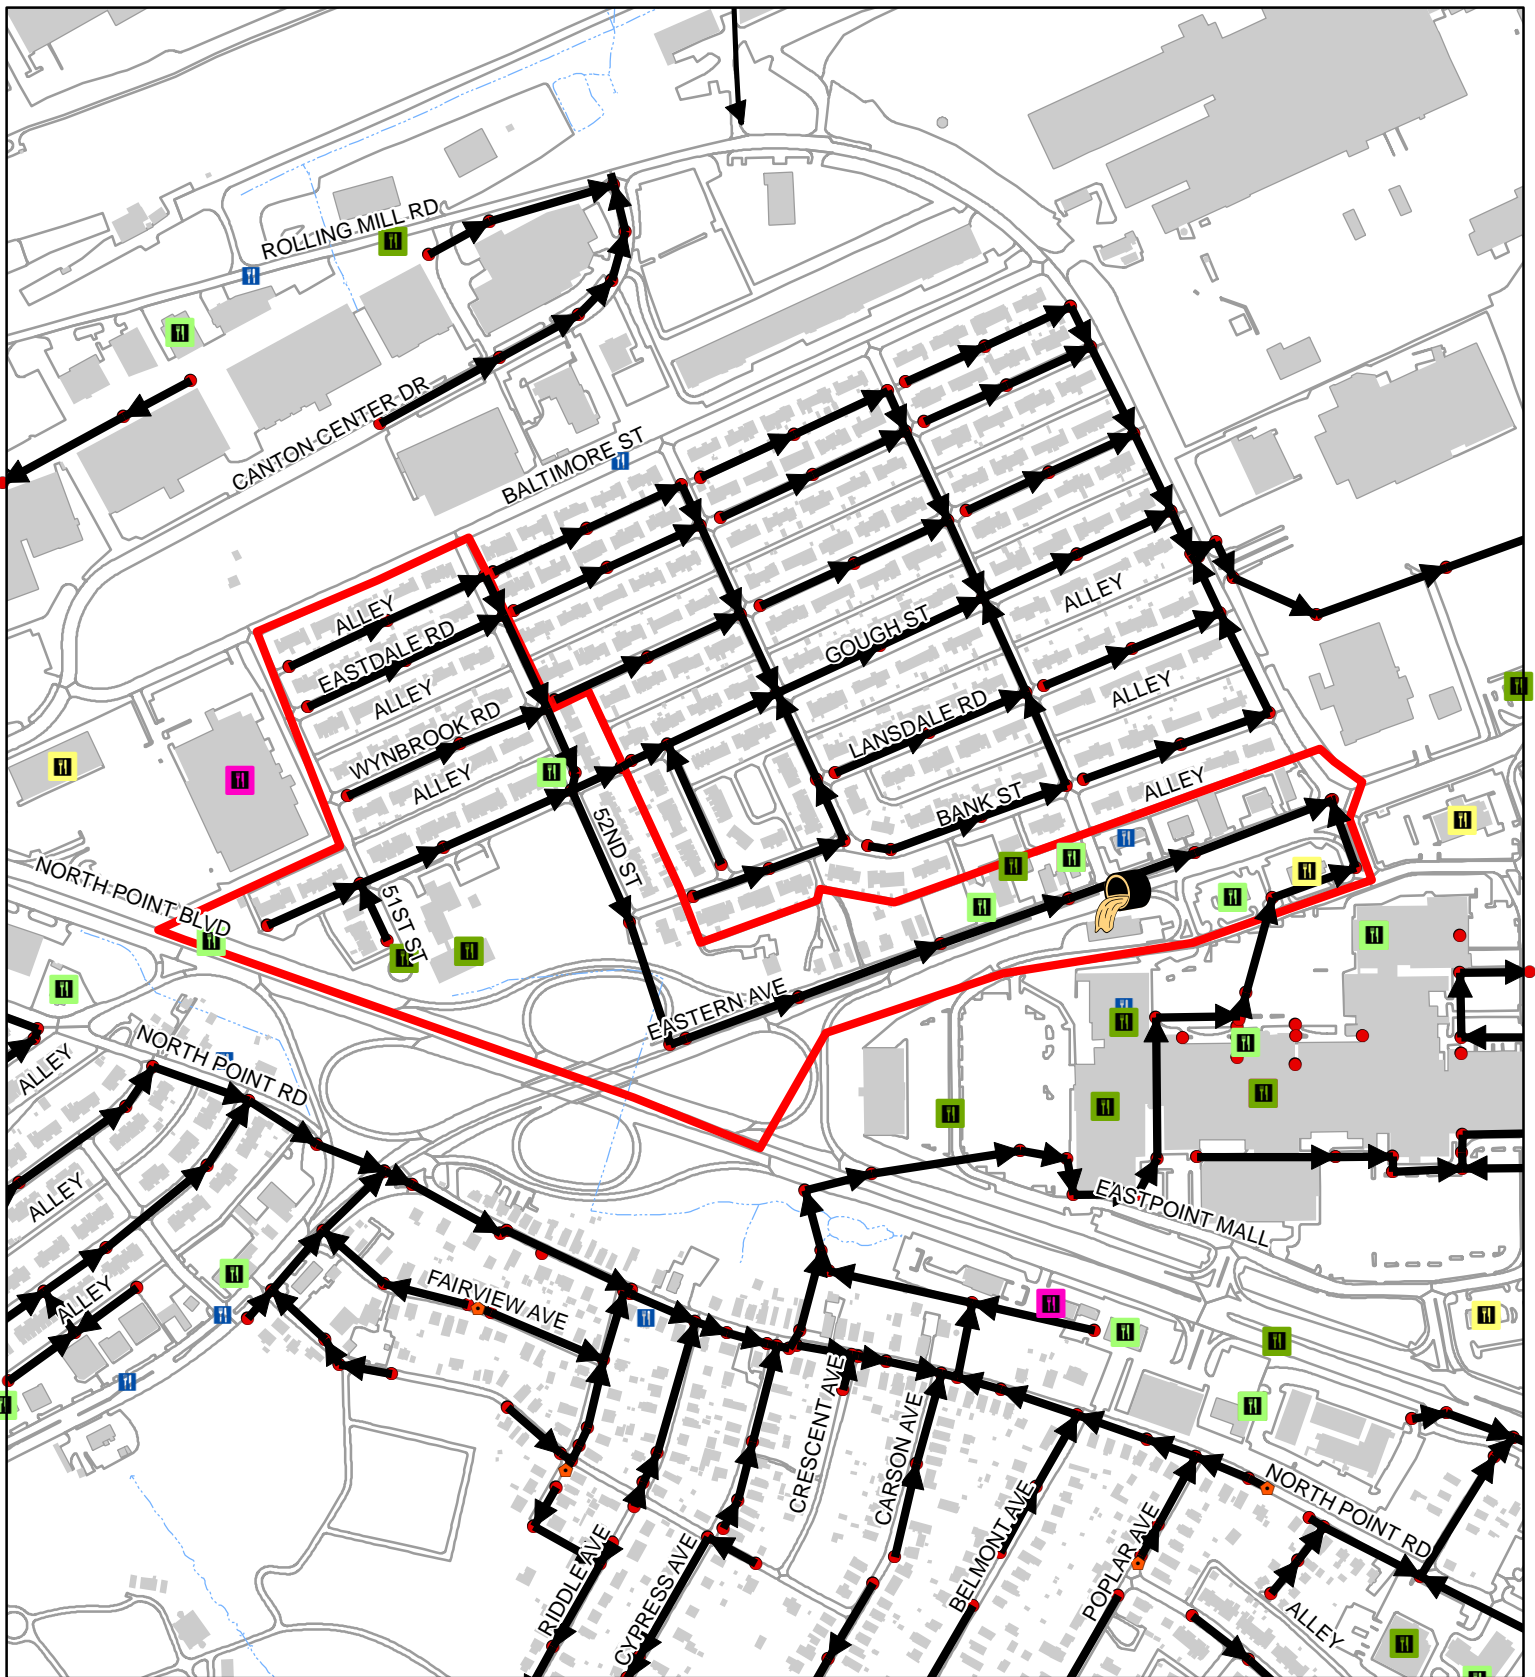 ROLLING MILL RD
CANTON CENTER DR
BALTIMORE ST
ALLEY
EASTDALE RD
ALLEY
WYNBROOK RD
ALLEY
GOUGH ST
ALLEY
LANSDALE RD
ALLEY
BANK ST
ALLEY
52ND ST
51ST ST
NORTH POINT BLVD
EASTERN AVE
NORTH POINT RD
ALLEY
ALLEY
ALLEY
EASTPOINT MALL
FAIRVIEW AVE
CRESCENT AVE
CARSON AVE
BELMONT AVE
POPLAR AVE
NORTH POINT RD
RIDDLE AVE
CYPRESS AVE
ALLEY